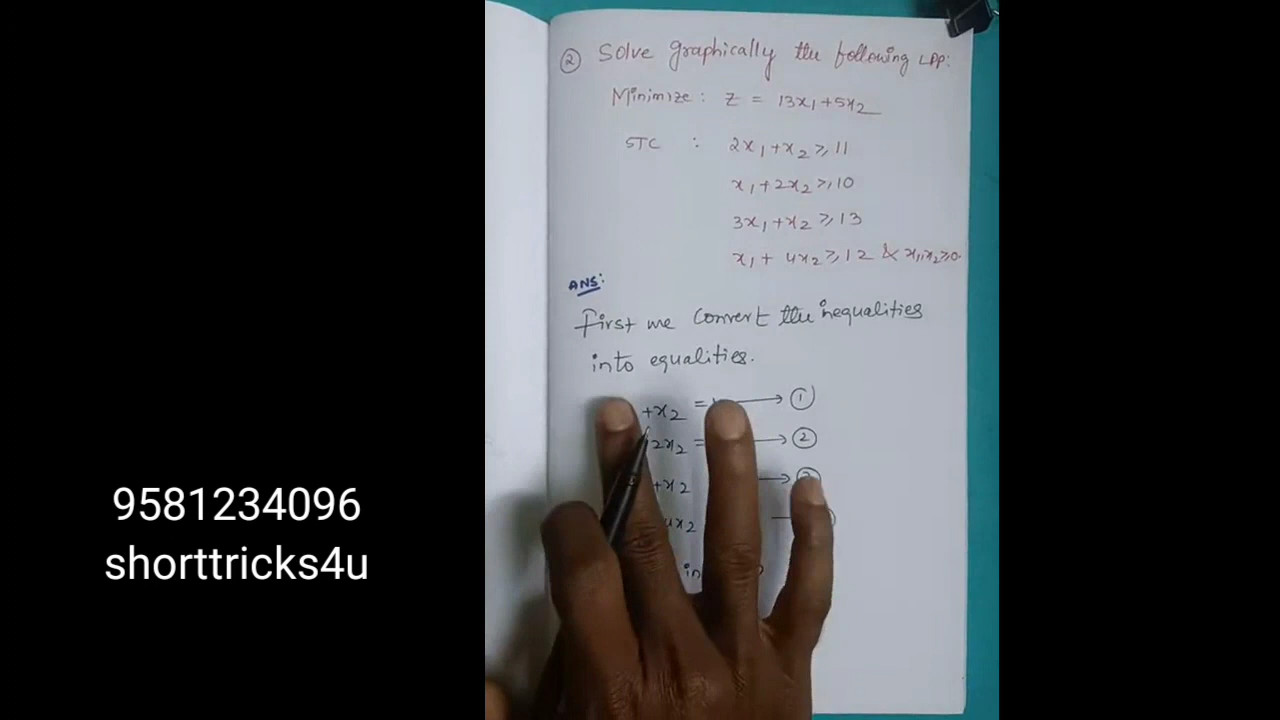 ② Solve graphically the following LPP:
Minimize: Z = 13x₁+5x₂
STC : 2x₁+x₂ ≥ 11
x₁+2x₂ ≥ 10
3x₁+x₂ ≥ 13
x₁+4x₂ ≥ 12 & x₁,x₂ ≥ 0.
ANS:
First we convert the inequalities
into equalities.
+x₂ = → ①
2x₂ = → ②
+x₂ →
4x₂
9581234096
shorttricks4u